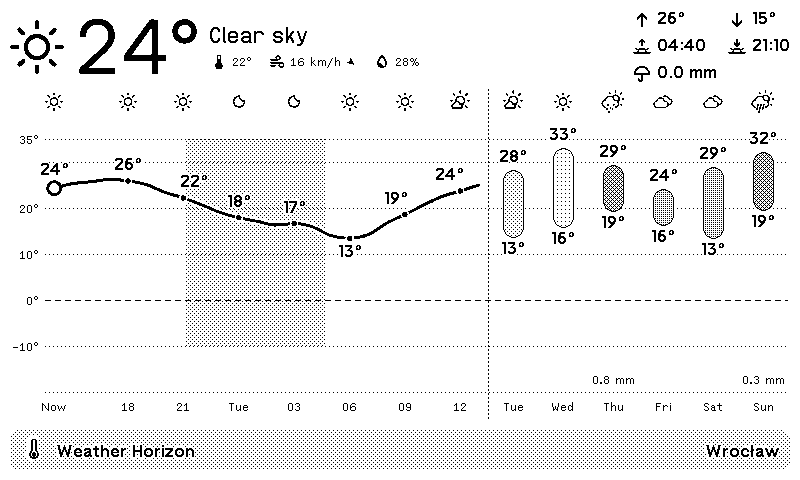 24° Clear sky
22° 16 km/h 28%
26° 15°
04:40 21:10
0.0 mm
35°
20°
10°
0°
-10°
24° 26° 22° 18° 17° 13° 19° 24°
28° 33° 29° 24° 29° 32°
13° 16° 19° 16° 13° 19°
0.8 mm 0.3 mm
Now 18 21 Tue 03 06 09 12 Tue Wed Thu Fri Sat Sun
Weather Horizon Wrocław